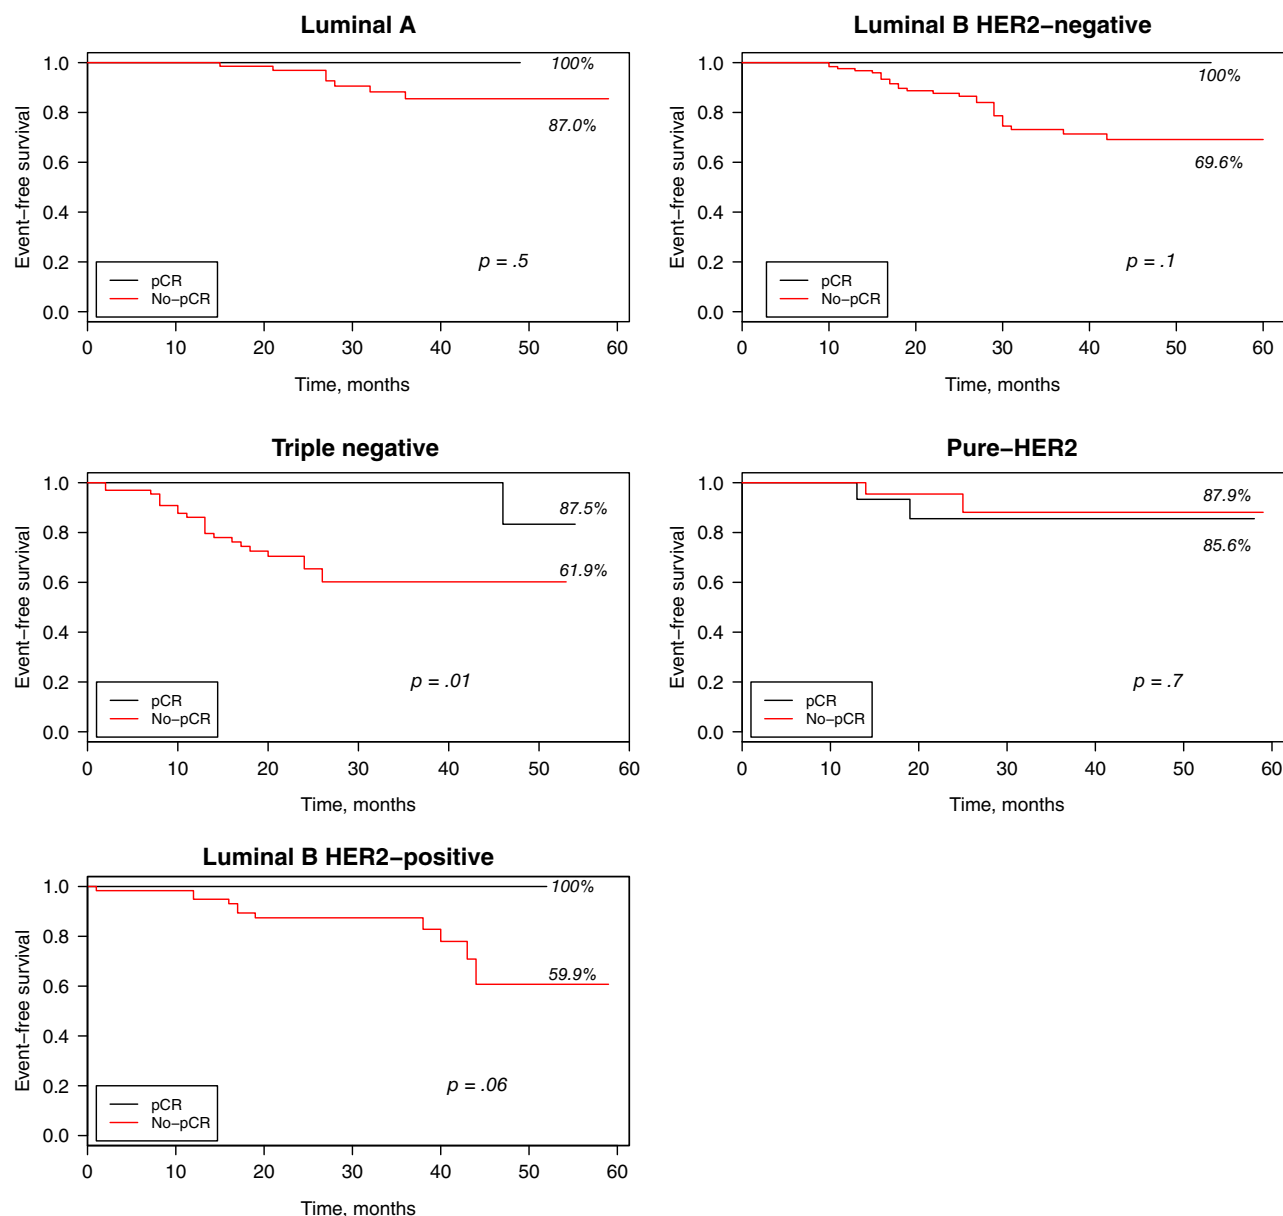 Luminal A
Event−free survival
1.0
0.8
0.6
0.4
0.2
0.0
100%
87.0%
p = .5
pCR
No−pCR
0 10 20 30 40 50 60
Time, months
Luminal B HER2−negative
Event−free survival
1.0
0.8
0.6
0.4
0.2
0.0
100%
69.6%
p = .1
pCR
No−pCR
0 10 20 30 40 50 60
Time, months
Triple negative
Event−free survival
1.0
0.8
0.6
0.4
0.2
0.0
87.5%
61.9%
p = .01
pCR
No−pCR
0 10 20 30 40 50 60
Time, months
Pure−HER2
Event−free survival
1.0
0.8
0.6
0.4
0.2
0.0
87.9%
85.6%
p = .7
pCR
No−pCR
0 10 20 30 40 50 60
Time, months
Luminal B HER2−positive
Event−free survival
1.0
0.8
0.6
0.4
0.2
0.0
100%
59.9%
p = .06
pCR
No−pCR
0 10 20 30 40 50 60
Time, months